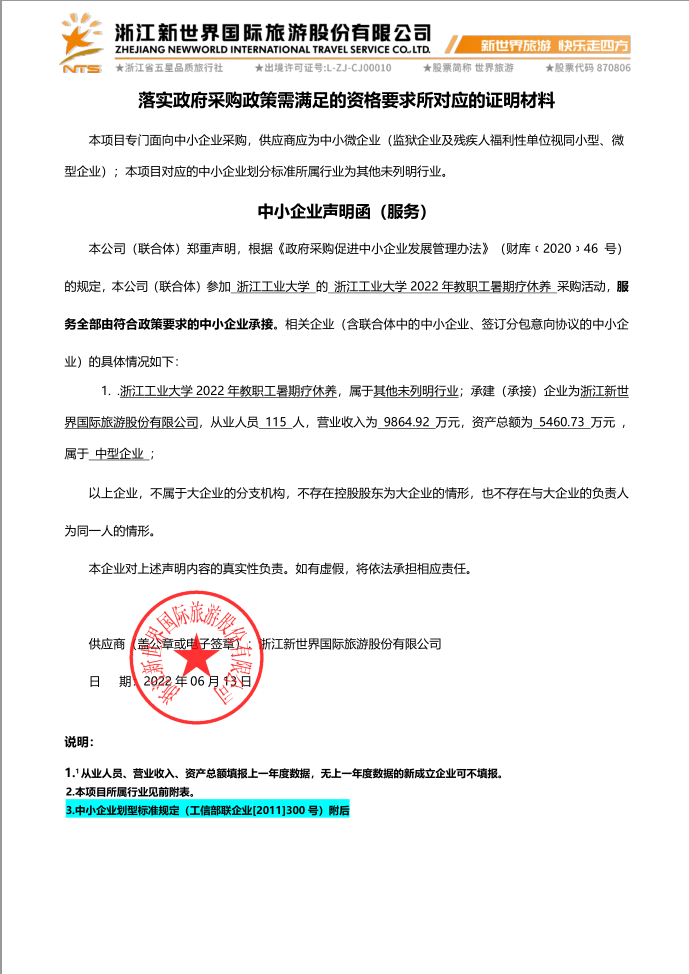 浙江新世界国际旅游股份有限公司
ZHEJIANG NEWWORLD INTERNATIONAL TRAVEL SERVICE CO.,LTD.
新世界旅游 快乐走四方
NTS
★浙江省五星品质旅行社 ★出境许可证号:L-ZJ-CJ00010 ★股票简称 世界旅游 ★股票代码 870806
落实政府采购政策需满足的资格要求所对应的证明材料
本项目专门面向中小企业采购，供应商应为中小微企业（监狱企业及残疾人福利性单位视同小型、微
型企业）；本项目对应的中小企业划分标准所属行业为其他未列明行业。
中小企业声明函（服务）
本公司（联合体）郑重声明，根据《政府采购促进中小企业发展管理办法》（财库﹝2020﹞46 号）
的规定，本公司（联合体）参加 浙江工业大学 的 浙江工业大学 2022 年教职工暑期疗休养 采购活动，服
务全部由符合政策要求的中小企业承接。相关企业（含联合体中的中小企业、签订分包意向协议的中小企
业）的具体情况如下：
1. .浙江工业大学 2022 年教职工暑期疗休养，属于其他未列明行业；承建（承接）企业为浙江新世
界国际旅游股份有限公司，从业人员 115 人，营业收入为 9864.92 万元，资产总额为 5460.73 万元 ，
属于 中型企业 ；
以上企业，不属于大企业的分支机构，不存在控股股东为大企业的情形，也不存在与大企业的负责人
为同一人的情形。
本企业对上述声明内容的真实性负责。如有虚假，将依法承担相应责任。
供应商（盖公章或电子签章）：浙江新世界国际旅游股份有限公司
日 期：2022 年 06 月 13 日
浙江新世界国际旅游股份有限公司
说明：
1.¹从业人员、营业收入、资产总额填报上一年度数据，无上一年度数据的新成立企业可不填报。
2.本项目所属行业见前附表。
3.中小企业划型标准规定（工信部联企业[2011]300 号）附后